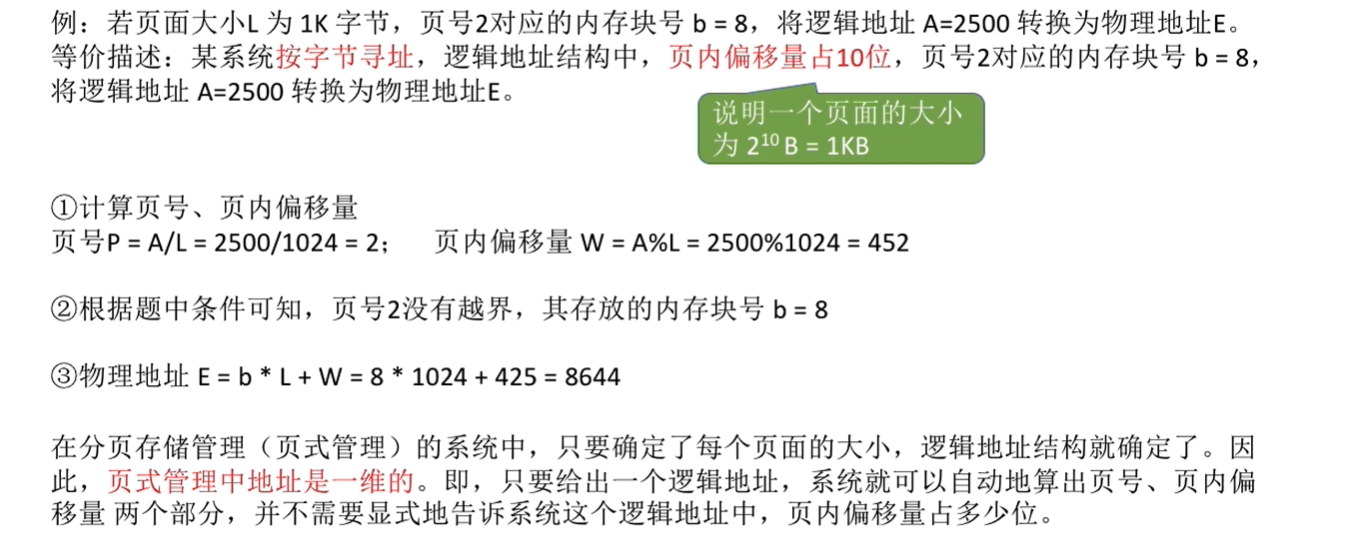 例：若页面大小L 为 1K 字节，页号2对应的内存块号 b = 8，将逻辑地址 A=2500 转换为物理地址E。
等价描述：某系统按字节寻址，逻辑地址结构中，页内偏移量占10位，页号2对应的内存块号 b = 8，
将逻辑地址 A=2500 转换为物理地址E。
说明一个页面的大小
为 2¹⁰ B = 1KB
①计算页号、页内偏移量
页号P = A/L = 2500/1024 = 2； 页内偏移量 W = A%L = 2500%1024 = 452
②根据题中条件可知，页号2没有越界，其存放的内存块号 b = 8
③物理地址 E = b * L + W = 8 * 1024 + 425 = 8644
在分页存储管理（页式管理）的系统中，只要确定了每个页面的大小，逻辑地址结构就确定了。因
此，页式管理中地址是一维的。即，只要给出一个逻辑地址，系统就可以自动地算出页号、页内偏
移量 两个部分，并不需要显式地告诉系统这个逻辑地址中，页内偏移量占多少位。